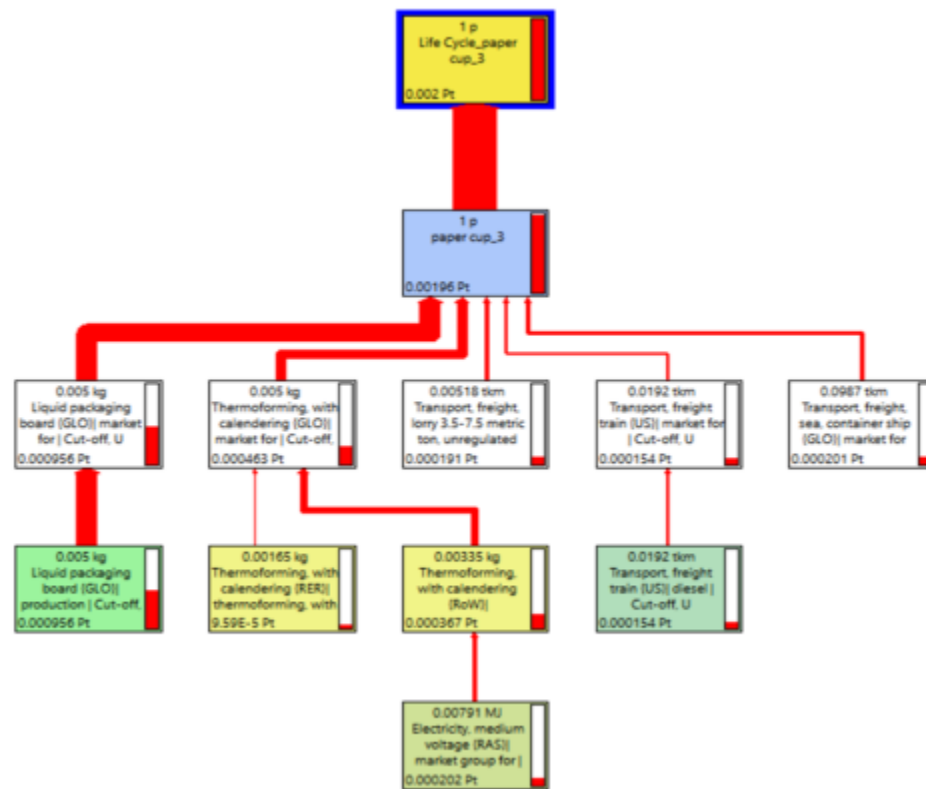 1 p
Life Cycle_paper
cup_3
0.002 Pt
1 p
paper cup_3
0.00196 Pt
0.005 kg
Liquid packaging
board {GLO}| market
for | Cut-off, U
0.000956 Pt
0.005 kg
Thermoforming, with
calendering {GLO}|
market for | Cut-off,
0.000463 Pt
0.00518 tkm
Transport, freight,
lorry 3.5-7.5 metric
ton, unregulated
0.000191 Pt
0.0192 tkm
Transport, freight
train {US}| market for
| Cut-off, U
0.000154 Pt
0.0987 tkm
Transport, freight,
sea, container ship
{GLO}| market for
0.000201 Pt
0.005 kg
Liquid packaging
board {GLO}|
production | Cut-off,
0.000956 Pt
0.00165 kg
Thermoforming, with
calendering {RER}|
thermoforming, with
9.59E-5 Pt
0.00335 kg
Thermoforming,
with calendering
{RoW}|
0.000367 Pt
0.0192 tkm
Transport, freight
train {US}| diesel |
Cut-off, U
0.000154 Pt
0.00791 MJ
Electricity, medium
voltage {RAS}|
market group for |
0.000202 Pt